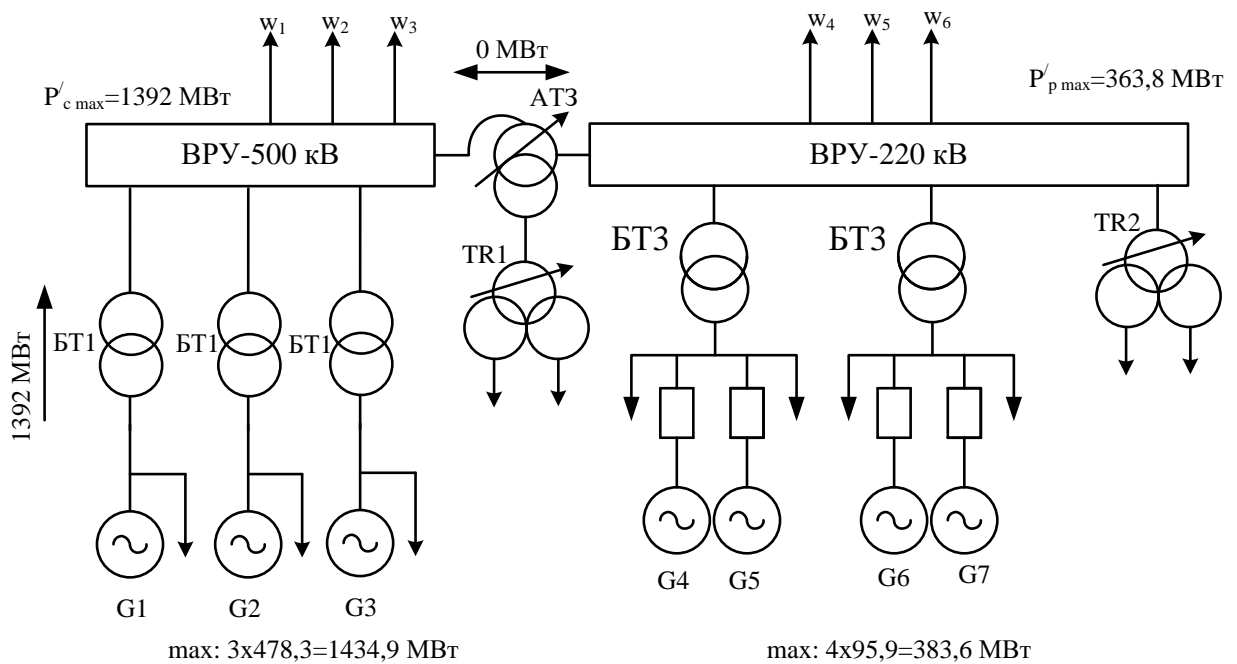 w₁ w₂ w₃ w₄ w₅ w₆
0 МВт
P′с max=1392 МВт
P′р max=363,8 МВт
АТ3
ВРУ-500 кВ
ВРУ-220 кВ
БТ3 БТ3
TR1
TR2
1392 МВт
БТ1 БТ1 БТ1
G1 G2 G3
G4 G5 G6 G7
max: 3x478,3=1434,9 МВт
max: 4x95,9=383,6 МВт